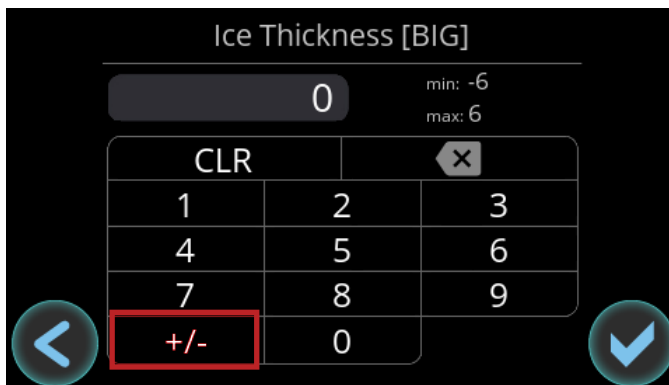 Ice Thickness [BIG]
0
min: -6
max: 6
CLR
1 2 3
4 5 6
7 8 9
+/- 0